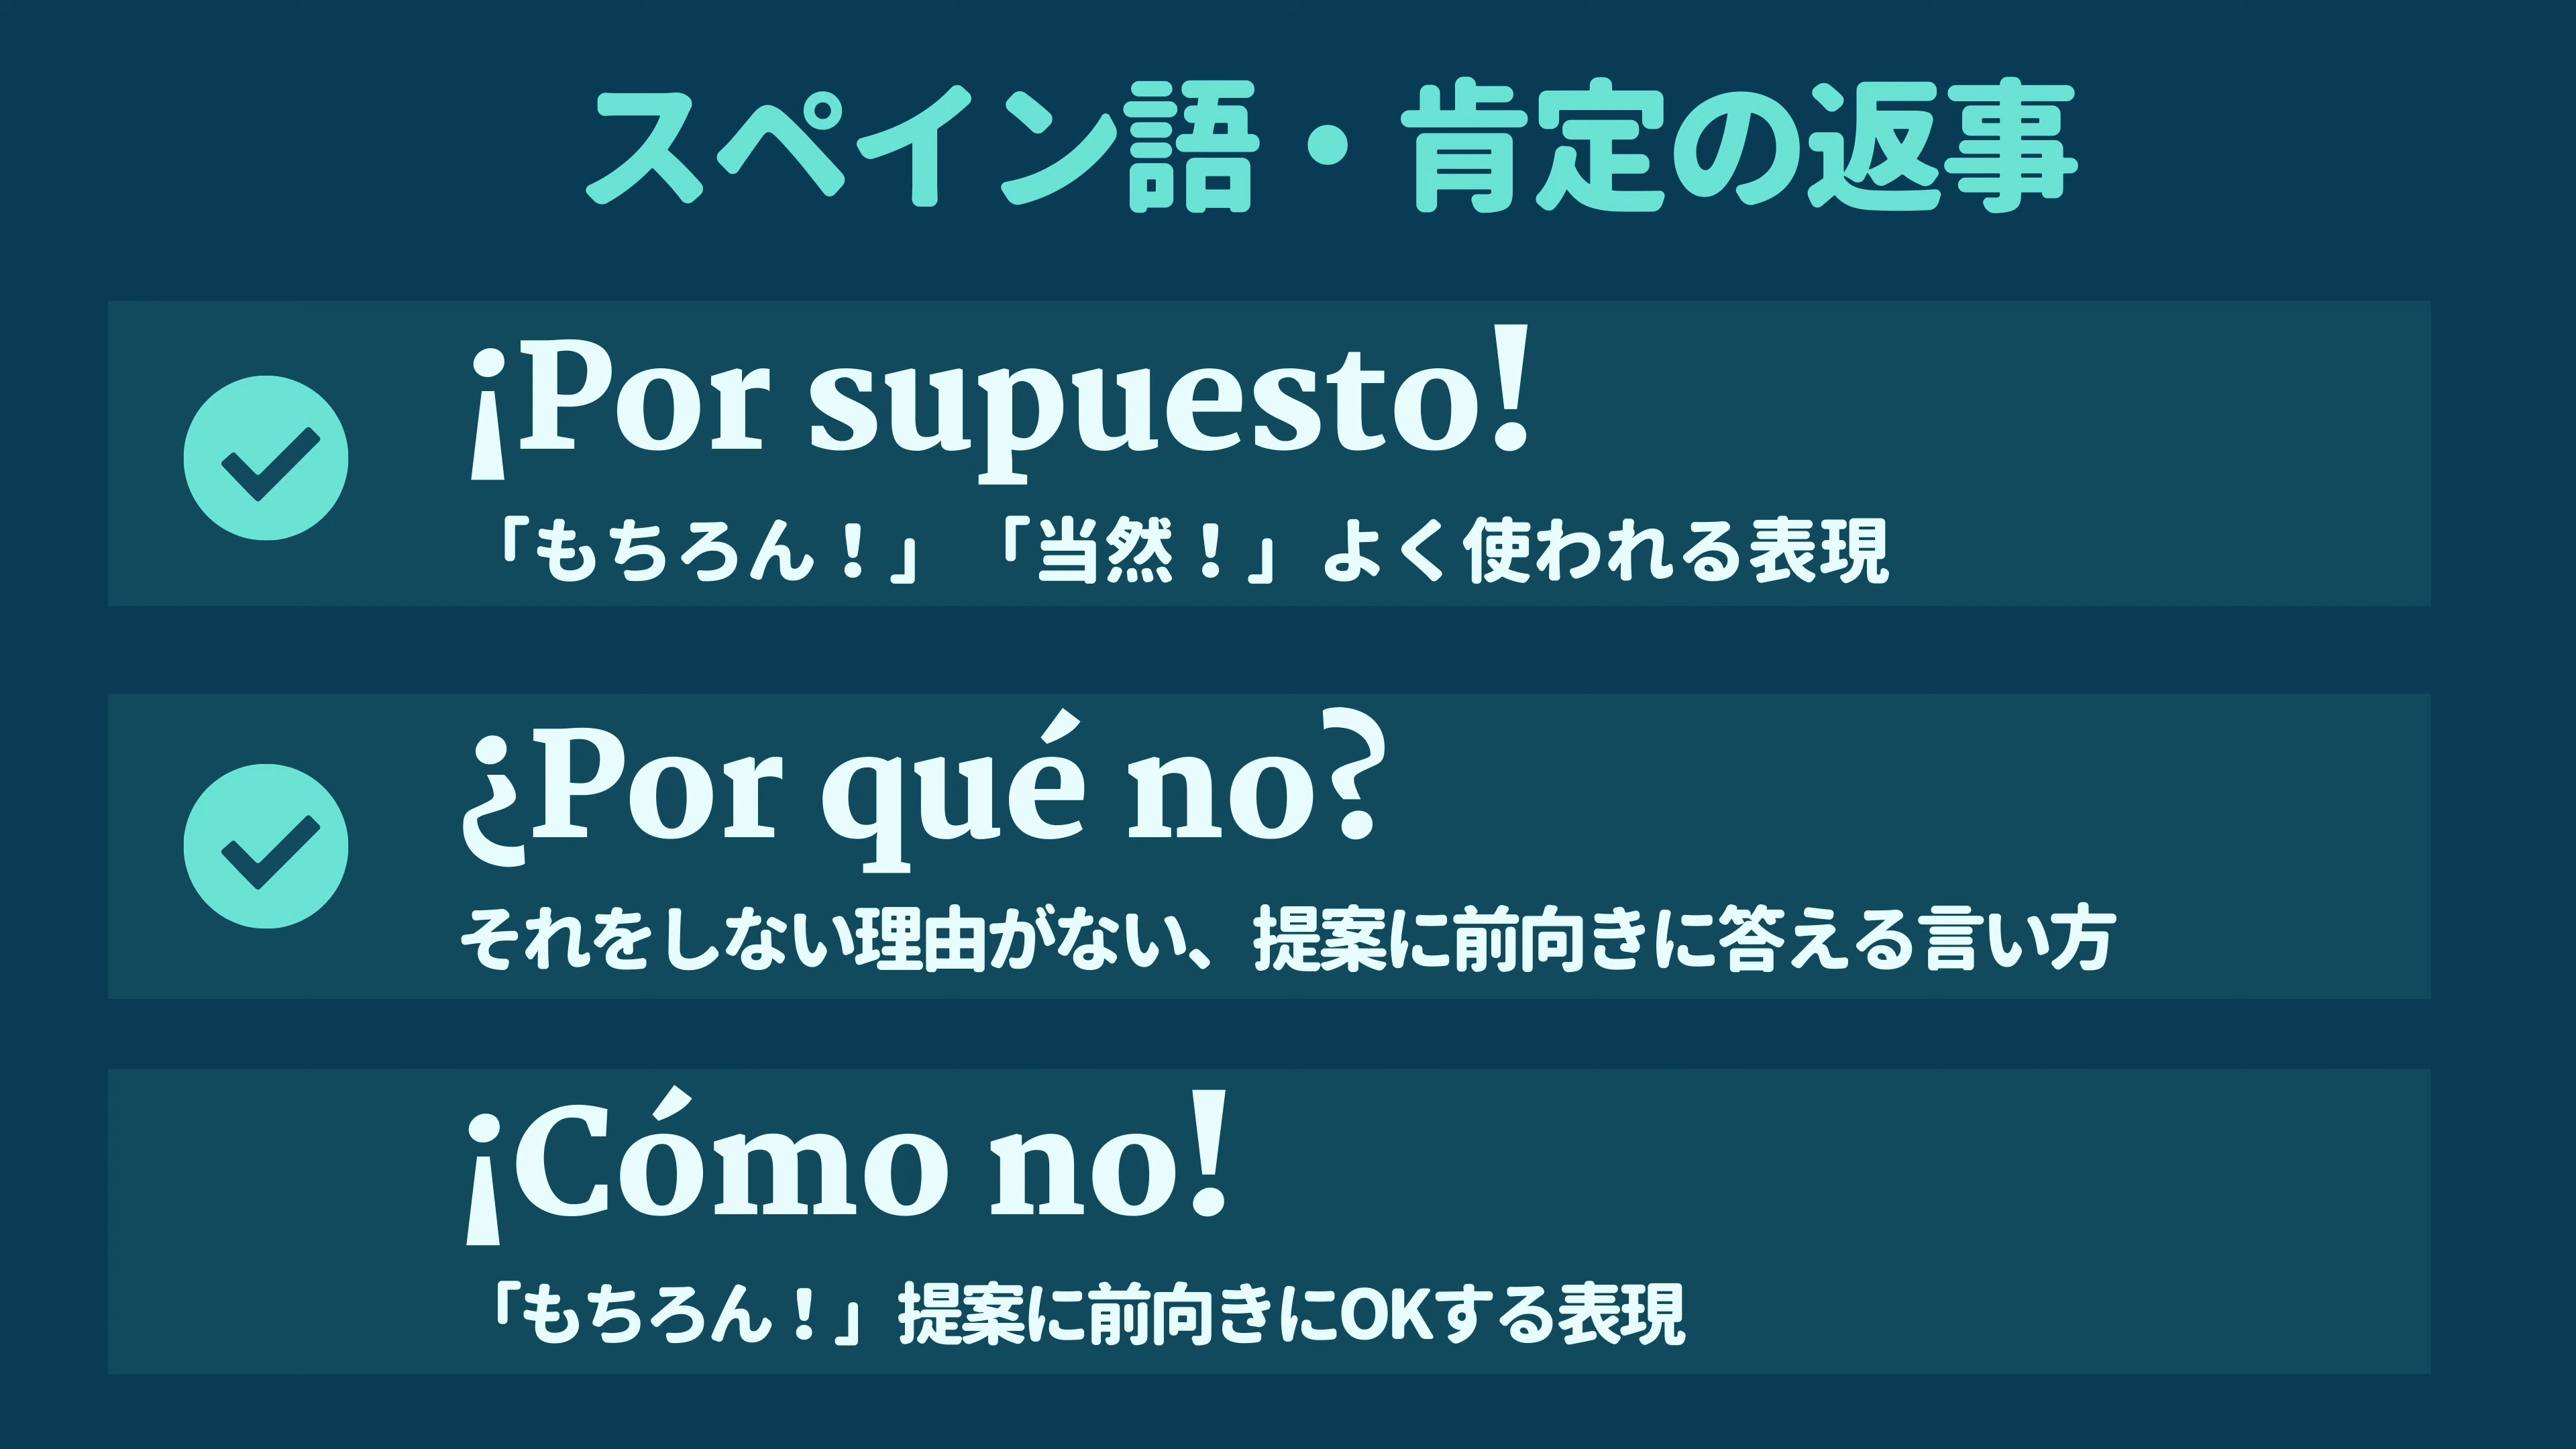 スペイン語・肯定の返事
¡Por supuesto!
「もちろん！」「当然！」よく使われる表現
¿Por qué no?
それをしない理由がない、提案に前向きに答える言い方
¡Cómo no!
「もちろん！」提案に前向きにOKする表現